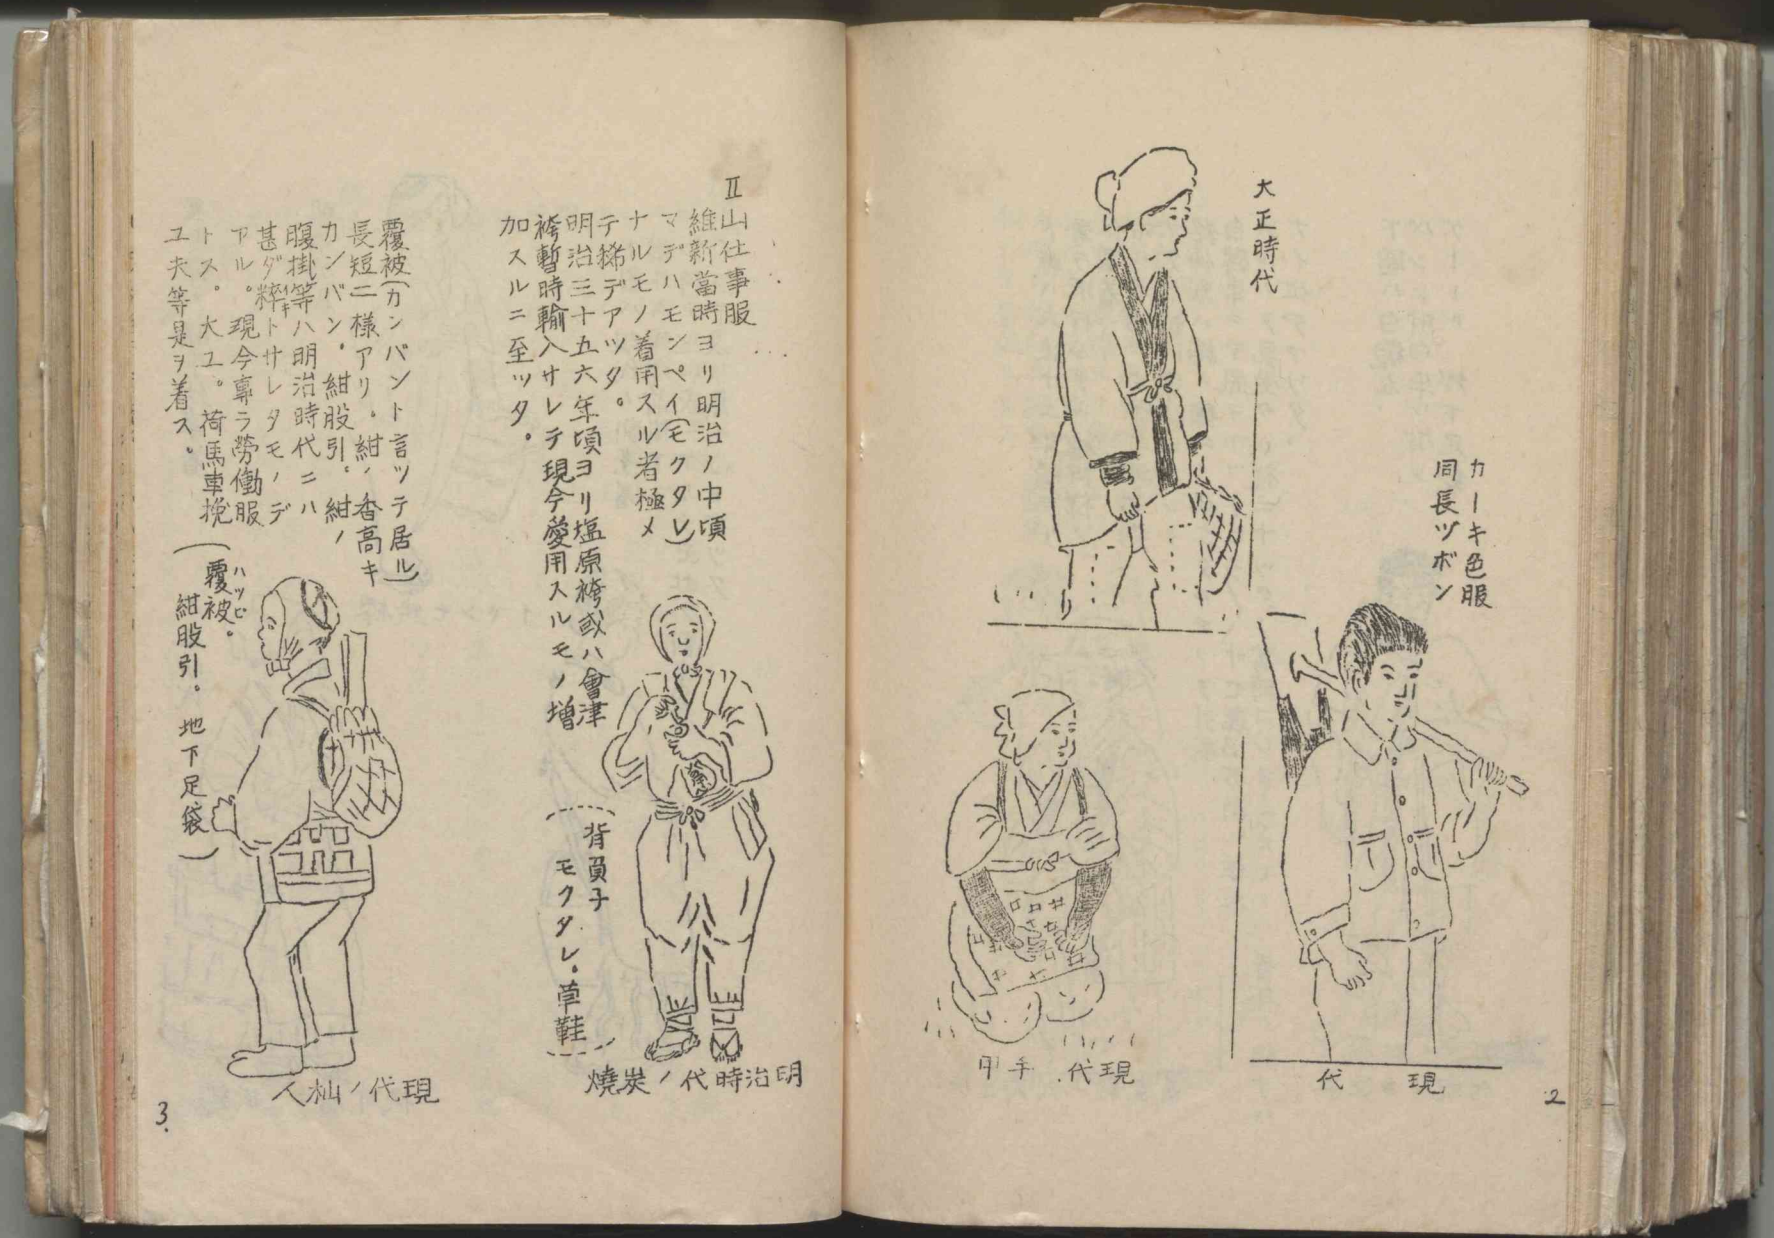 大正時代
カーキ色服
同長ツボン
現代
現代.手甲
2
Ⅱ山仕事服
維新當時ヨリ明治ノ中頃
マデハモンペイ(モクタレ)
ナルモノ着用スル者極メ
テ稀デアツタ。
明治三十五六年頃ヨリ塩原袴或ハ會津
袴暫時輸入サレテ現今愛用スルモノ増
加スルニ至ツタ。
背負子
モクタレ。草鞋
明治時代ノ炭燒
覆被(カンバント言ツテ居ル)
長短二様アリ。紺ノ香高キ
カンバン。紺股引。紺ノ
腹掛等ハ明治時代ニハ
甚ダ粹トサレタモノデ
アル。現今専ラ勞働服
トス。大工。荷馬車挽
工夫等是ヲ着ス。
(覆被。ハッピ
紺股引。地下足袋)
現代ノ杣人
3.